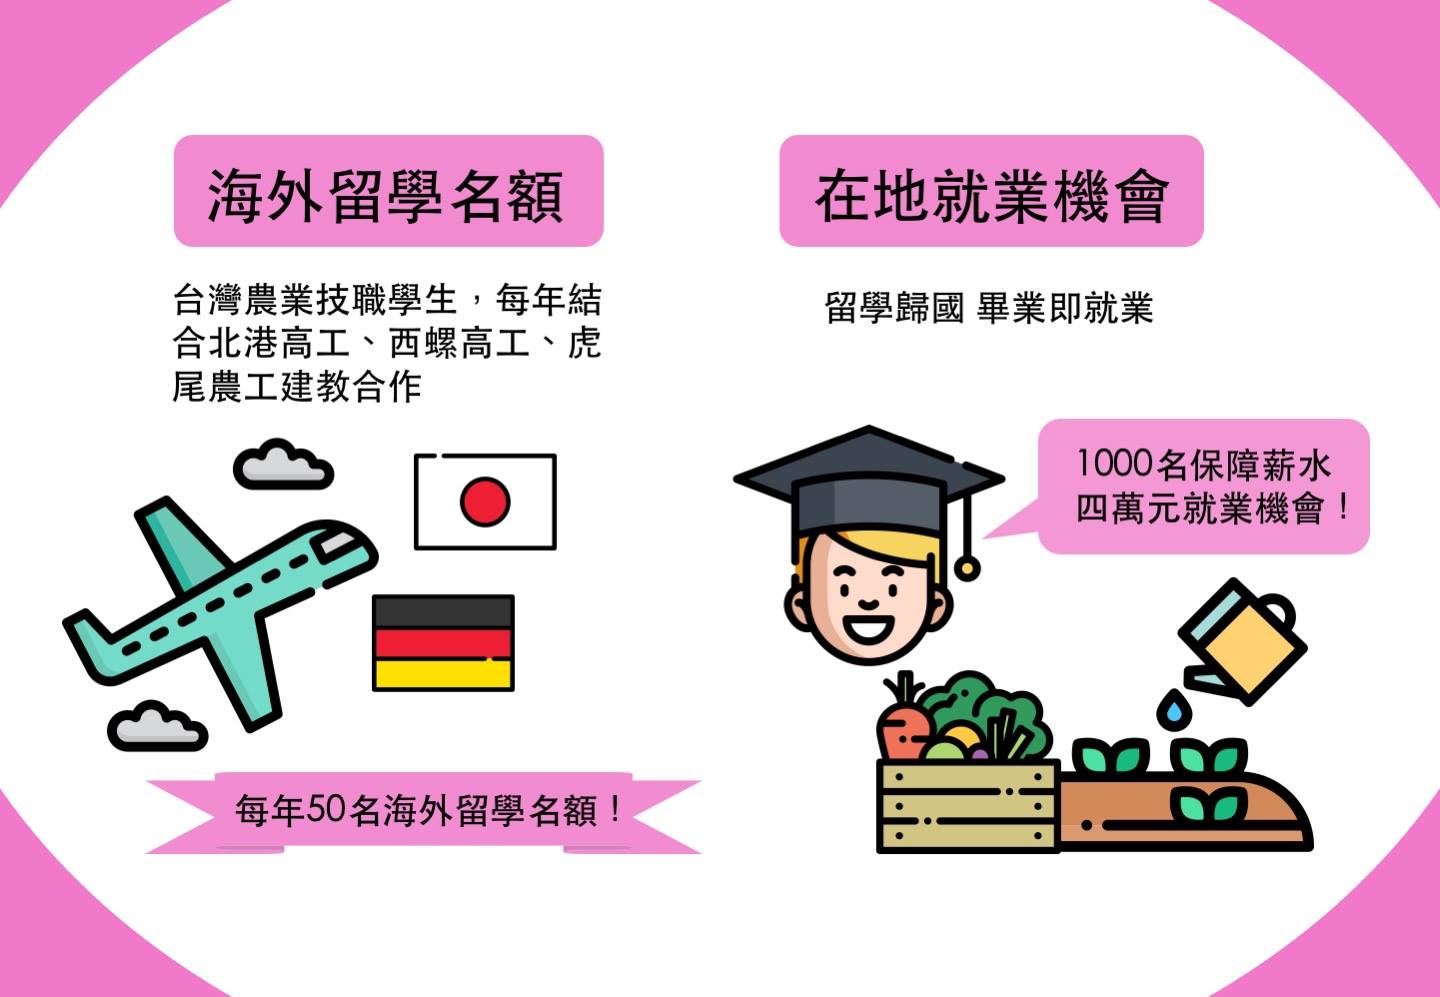 海外留學名額
台灣農業技職學生，每年結
合北港高工、西螺高工、虎
尾農工建教合作
每年50名海外留學名額！
在地就業機會
留學歸國 畢業即就業
1000名保障薪水
四萬元就業機會！